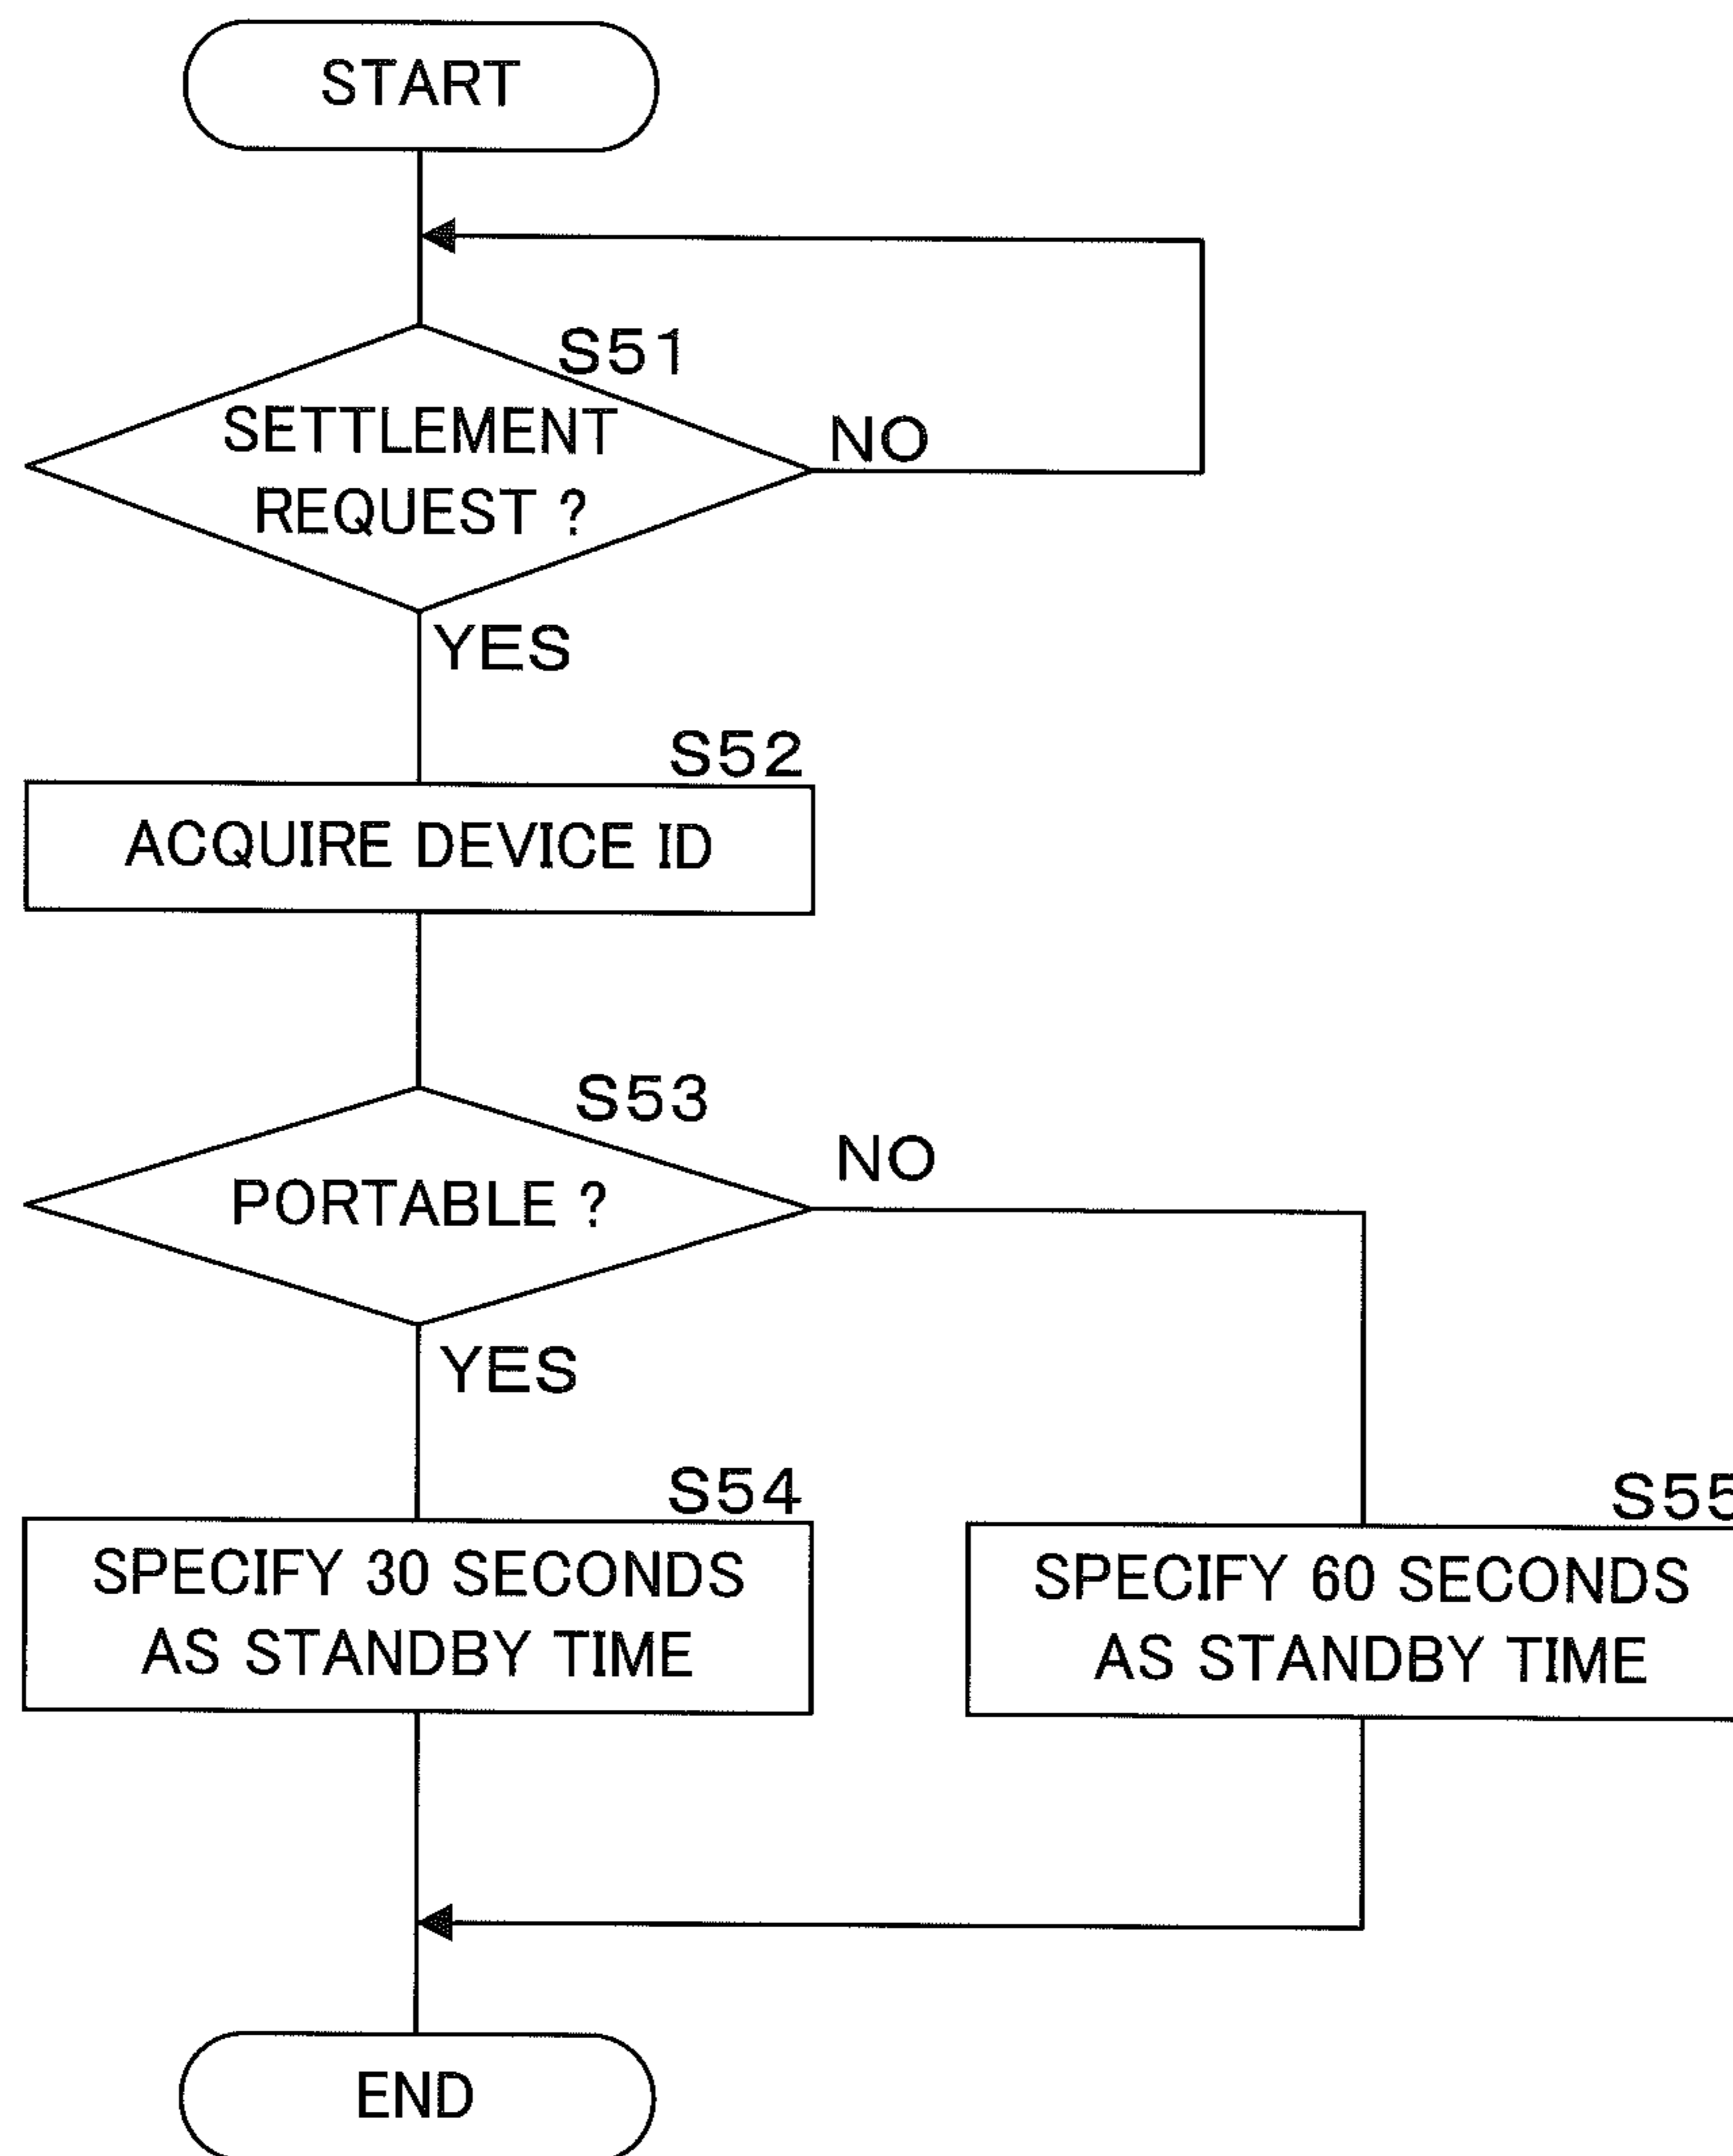 START
S51
SETTLEMENT
REQUEST ?
NO
YES
S52
ACQUIRE DEVICE ID
S53
PORTABLE ?
NO
YES
S54
SPECIFY 30 SECONDS
AS STANDBY TIME
S55
SPECIFY 60 SECONDS
AS STANDBY TIME
END